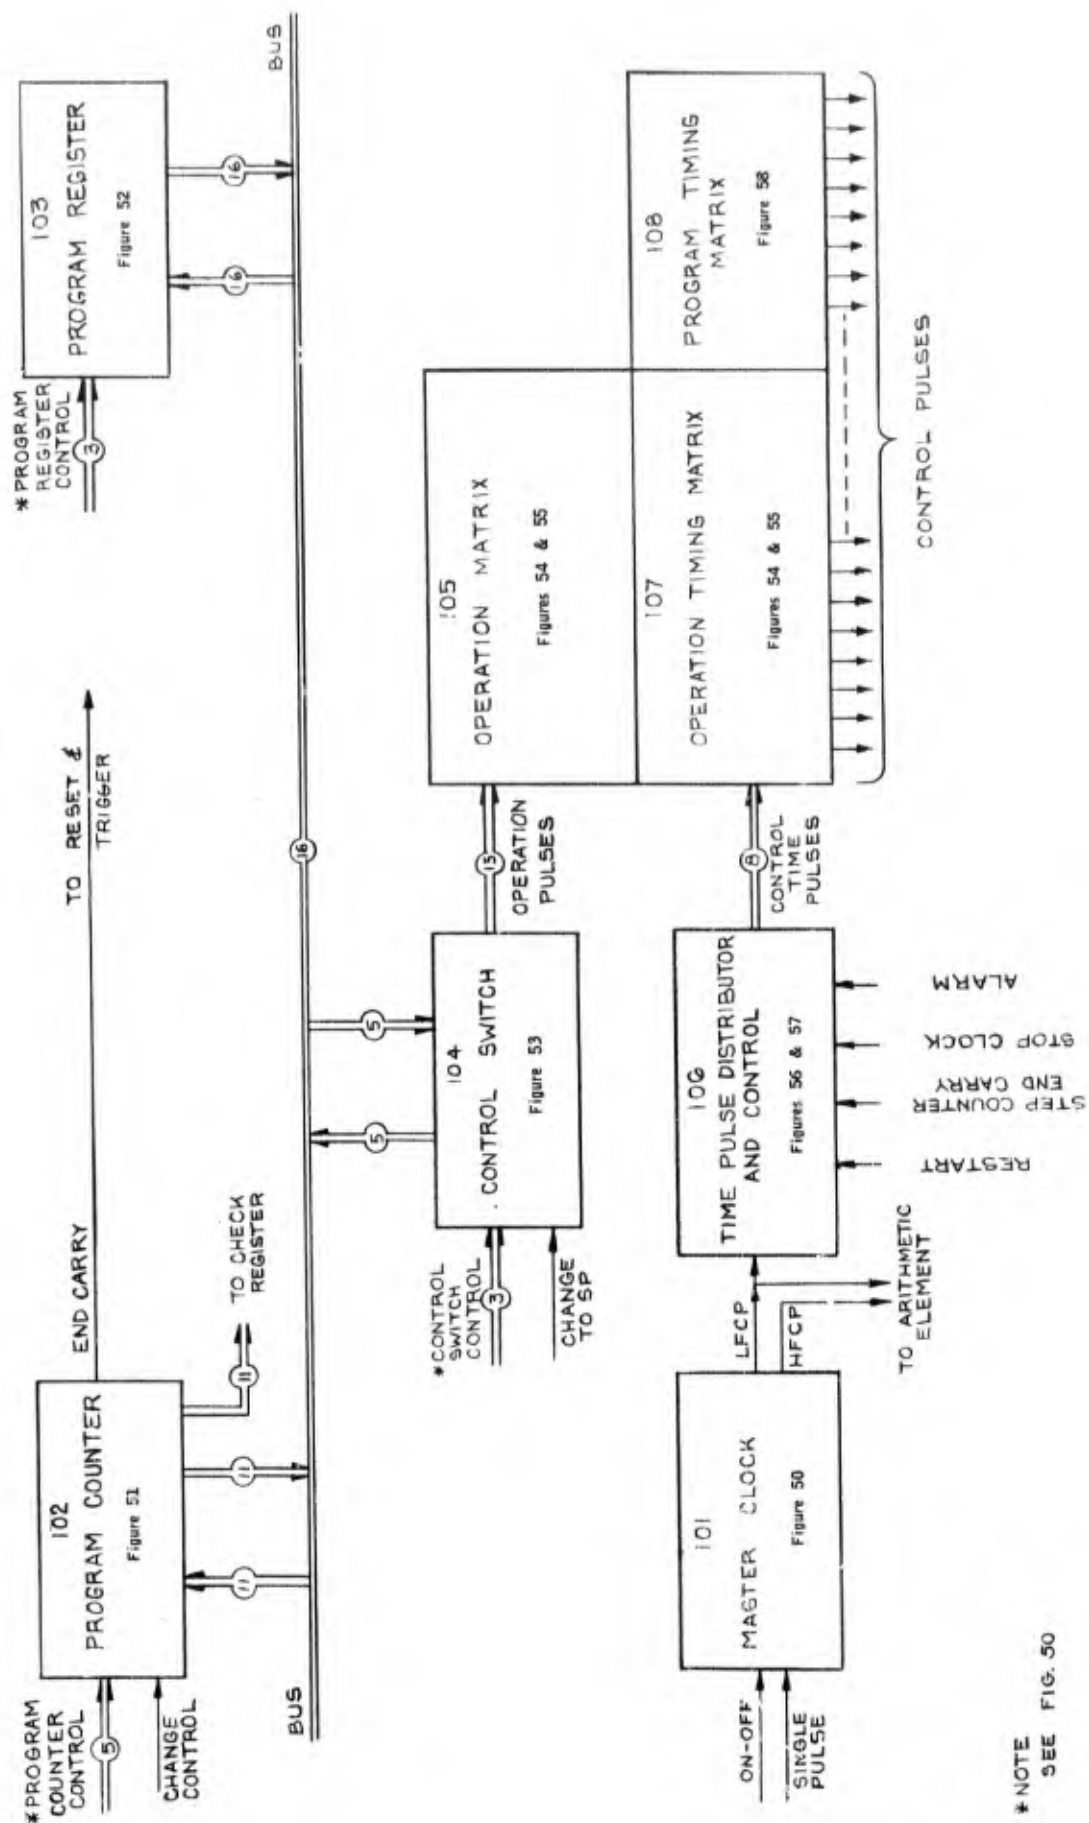 *PROGRAM
COUNTER
CONTROL
5
CHANGE
CONTROL
102
PROGRAM COUNTER
Figure 51
11
11
11
TO CHECK
REGISTER
END CARRY
TO RESET &
TRIGGER
*PROGRAM
REGISTER
CONTROL
3
103
PROGRAM REGISTER
Figure 52
16
16
BUS
16
BUS
*CONTROL
SWITCH
CONTROL
3
CHANGE
TO SP
5
5
104
CONTROL SWITCH
Figure 53
OPERATION
PULSES
105
OPERATION MATRIX
Figures 54 & 55
ON-OFF
SINGLE
PULSE
101
MASTER CLOCK
Figure 50
LFCP
HFCP
TO ARITHMETIC
ELEMENT
106
TIME PULSE DISTRIBUTOR
AND CONTROL
Figures 56 & 57
RESTART
STEP COUNTER
END CARRY
STOP CLOCK
ALARM
8
CONTROL
TIME
PULSES
107
OPERATION TIMING MATRIX
Figures 54 & 55
108
PROGRAM TIMING
MATRIX
Figure 58
CONTROL PULSES
*NOTE
SEE FIG. 50